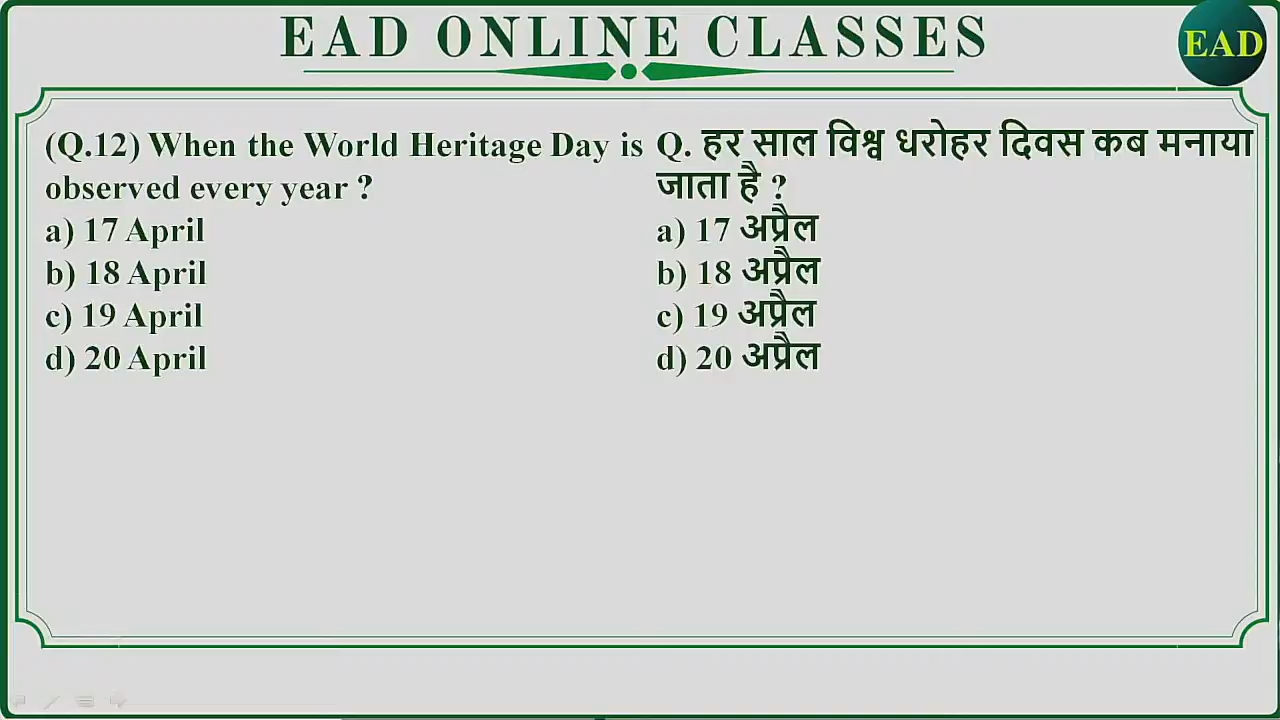 EAD ONLINE CLASSES
EAD
(Q.12) When the World Heritage Day is
observed every year ?
a) 17 April
b) 18 April
c) 19 April
d) 20 April
Q. हर साल विश्व धरोहर दिवस कब मनाया
जाता है ?
a) 17 अप्रैल
b) 18 अप्रैल
c) 19 अप्रैल
d) 20 अप्रैल